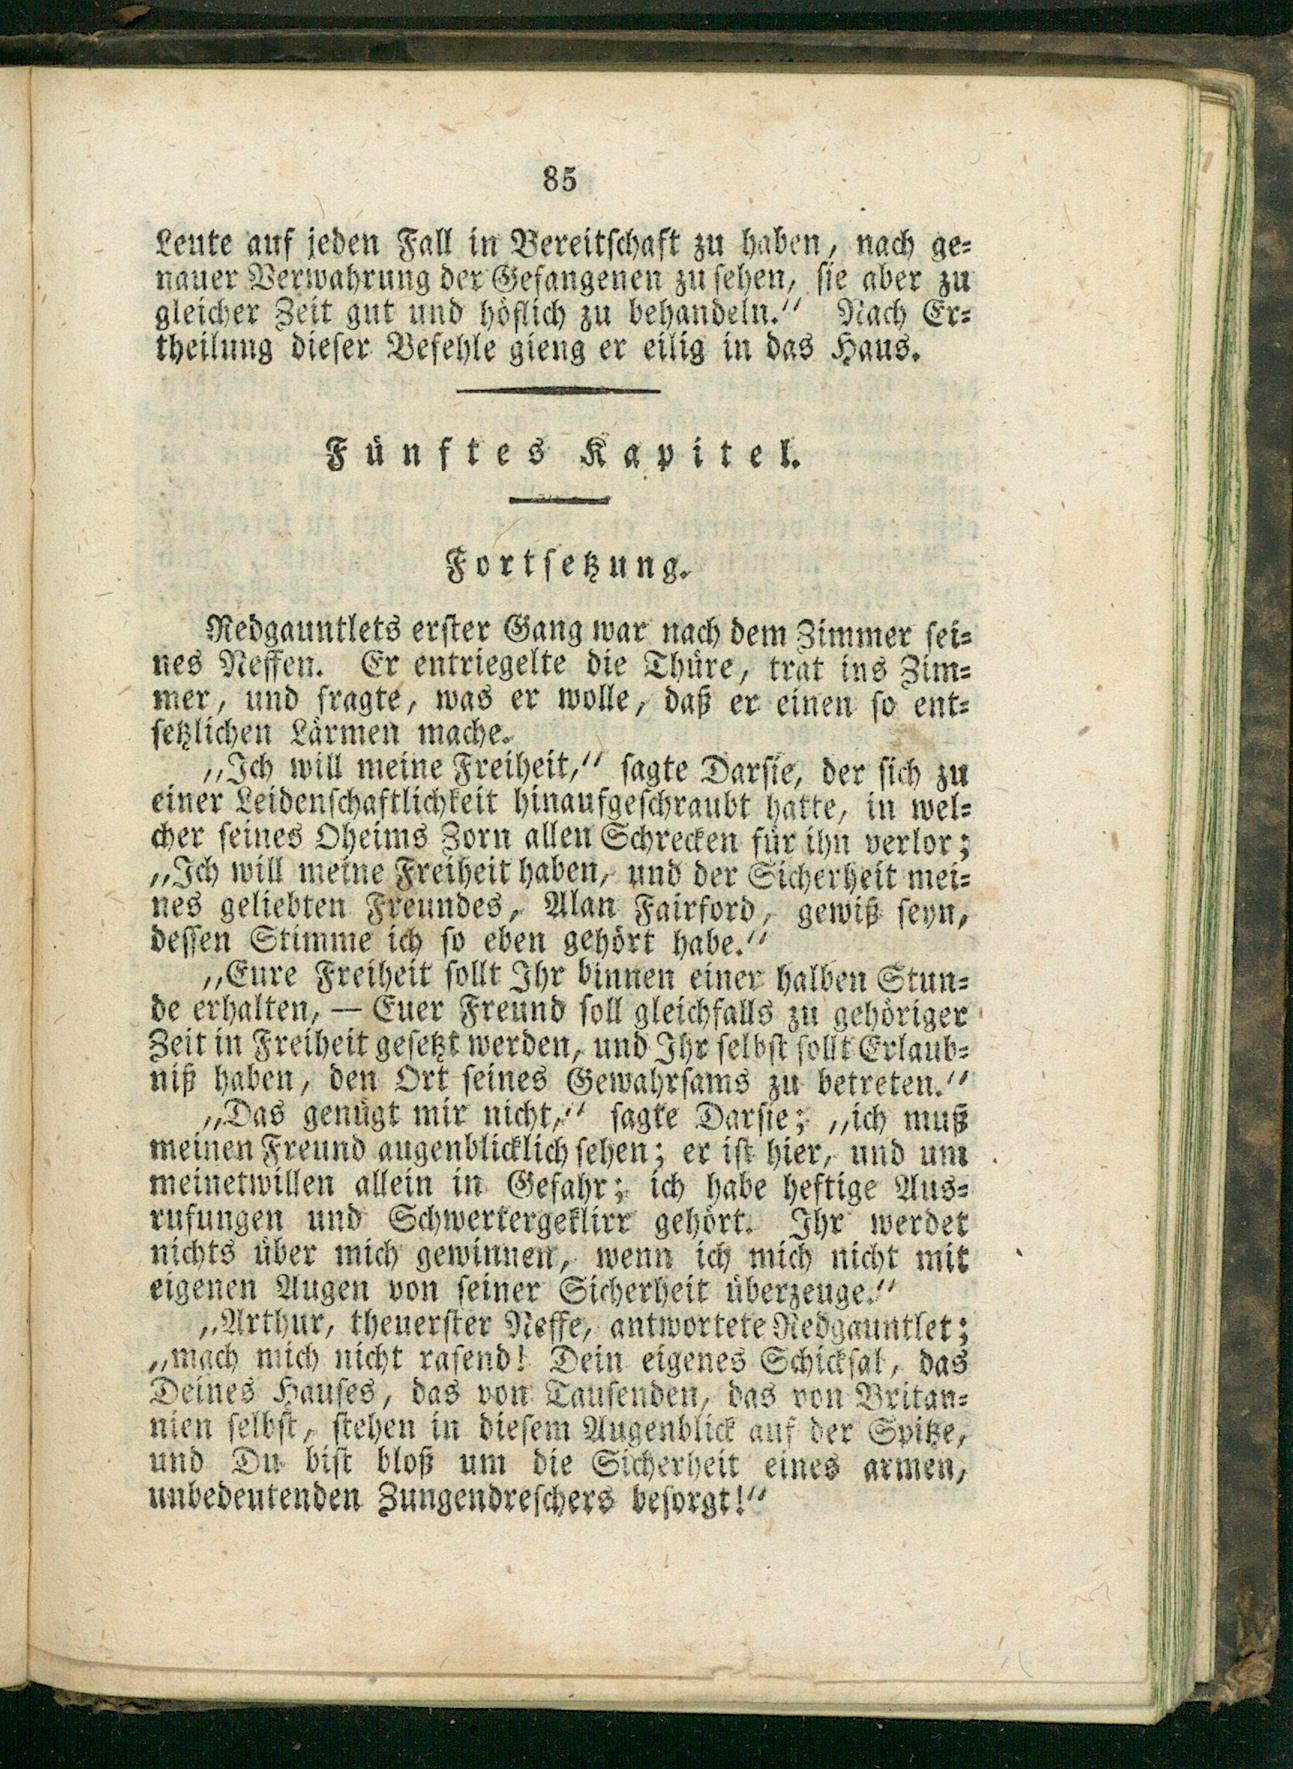 85
Leute auf jeden Fall in Bereitschaft zu haben, nach ge-
nauer Verwahrung der Gefangenen zu sehen, sie aber zu
gleicher Zeit gut und höflich zu behandeln.“ Nach Er-
theilung dieser Befehle gieng er eilig in das Haus.
Fünftes Kapitel.
Fortsetzung.
Redgauntlets erster Gang war nach dem Zimmer sei-
nes Neffen. Er entriegelte die Thüre, trat ins Zim-
mer, und fragte, was er wolle, daß er einen so ent-
setzlichen Lärmen mache.
„Ich will meine Freiheit,“ sagte Darsie, der sich zu
einer Leidenschaftlichkeit hinaufgeschraubt hatte, in wel-
cher seines Oheims Zorn allen Schrecken für ihn verlor;
„Ich will meine Freiheit haben, und der Sicherheit mei-
nes geliebten Freundes, Alan Fairford, gewiß seyn,
dessen Stimme ich so eben gehört habe.“
„Eure Freiheit sollt Ihr binnen einer halben Stun-
de erhalten, — Euer Freund soll gleichfalls zu gehöriger
Zeit in Freiheit gesetzt werden, und Ihr selbst sollt Erlaub-
niß haben, den Ort seines Gewahrsams zu betreten.“
„Das genügt mir nicht,“ sagte Darsie; „ich muß
meinen Freund augenblicklich sehen; er ist hier, und um
meinetwillen allein in Gefahr; ich habe heftige Aus-
rufungen und Schwertergeklirr gehört. Ihr werdet
nichts über mich gewinnen, wenn ich mich nicht mit
eigenen Augen von seiner Sicherheit überzeuge.“
„Arthur, theuerster Neffe, antwortete Redgauntlet;
„mach mich nicht rasend! Dein eigenes Schicksal, das
Deines Hauses, das von Tausenden, das von Britan-
nien selbst, stehen in diesem Augenblick auf der Spitze,
und Du bist bloß um die Sicherheit eines armen,
unbedeutenden Zungendreschers besorgt!“